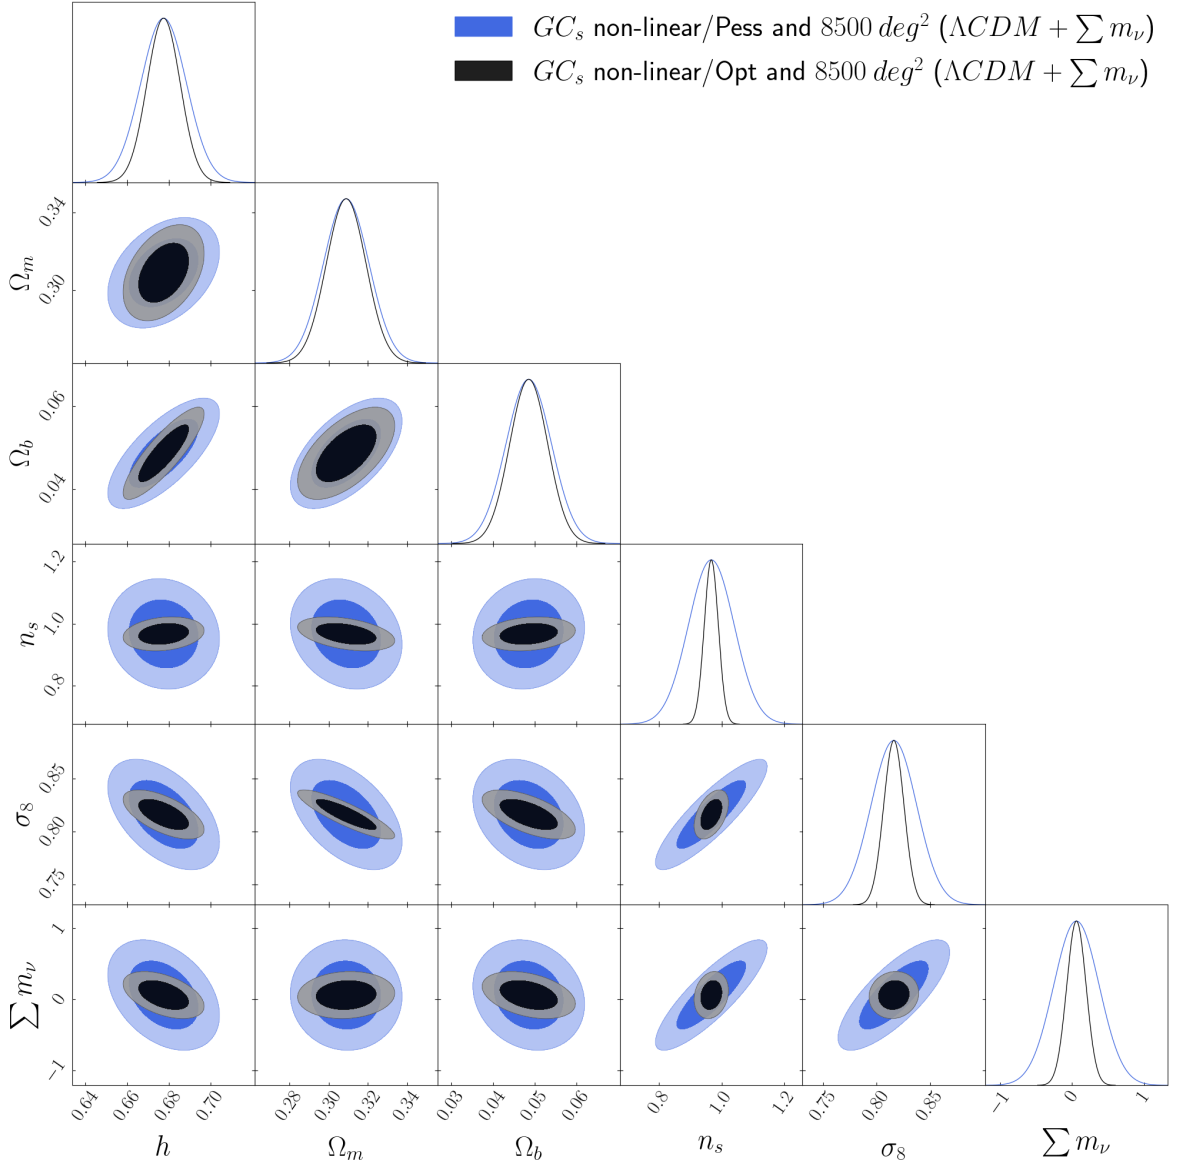 GC_s non-linear/Pess and 8500 deg² (ΛCDM + ∑ m_ν)
GC_s non-linear/Opt and 8500 deg² (ΛCDM + ∑ m_ν)
0.34
0.30
Ω_m
0.06
0.04
Ω_b
1.2
1.0
0.8
n_s
0.85
0.80
0.75
σ_8
1
0
−1
∑ m_ν
0.64 0.66 0.68 0.70 0.28 0.30 0.32 0.34 0.03 0.04 0.05 0.06 0.8 1.0 1.2 0.75 0.80 0.85 −1 0 1
h Ω_m Ω_b n_s σ_8 ∑ m_ν